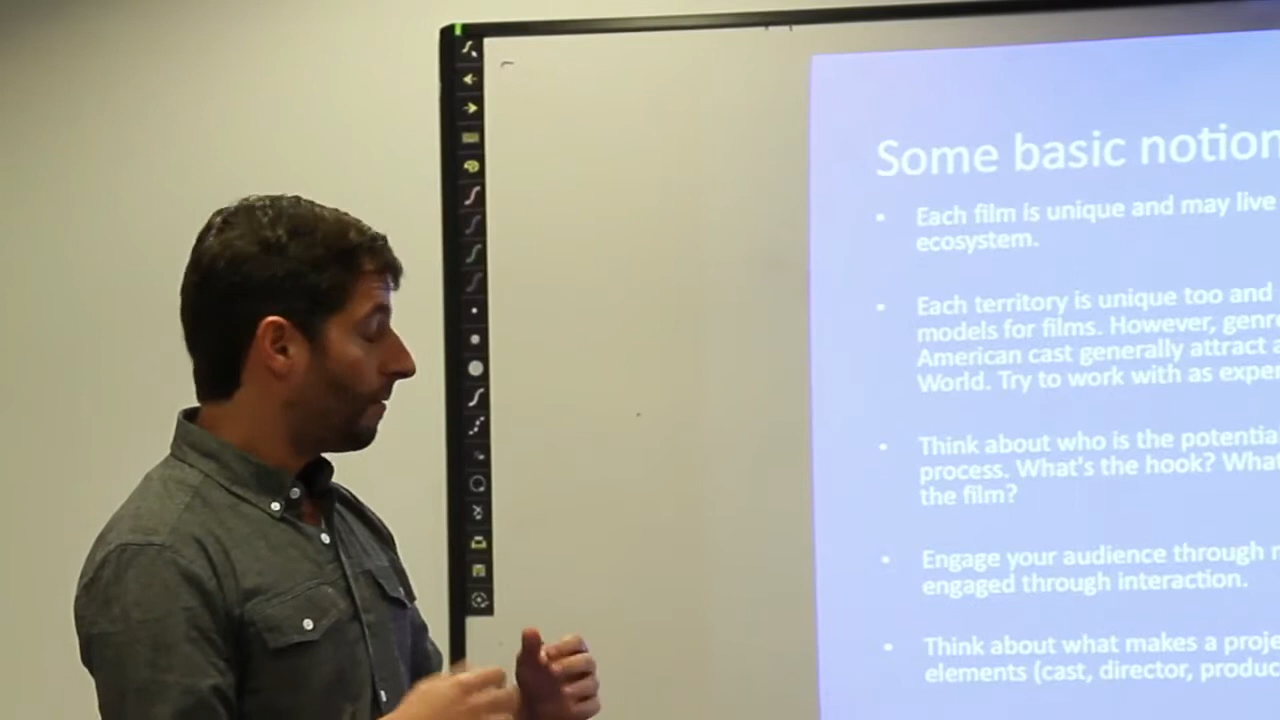 Some basic notion
• Each film is unique and may live
ecosystem.
• Each territory is unique too and
models for films. However, genr
American cast generally attract a
World. Try to work with as exper
• Think about who is the potentia
process. What's the hook? What
the film?
• Engage your audience through
engaged through interaction.
• Think about what makes a proje
elements (cast, director, produc